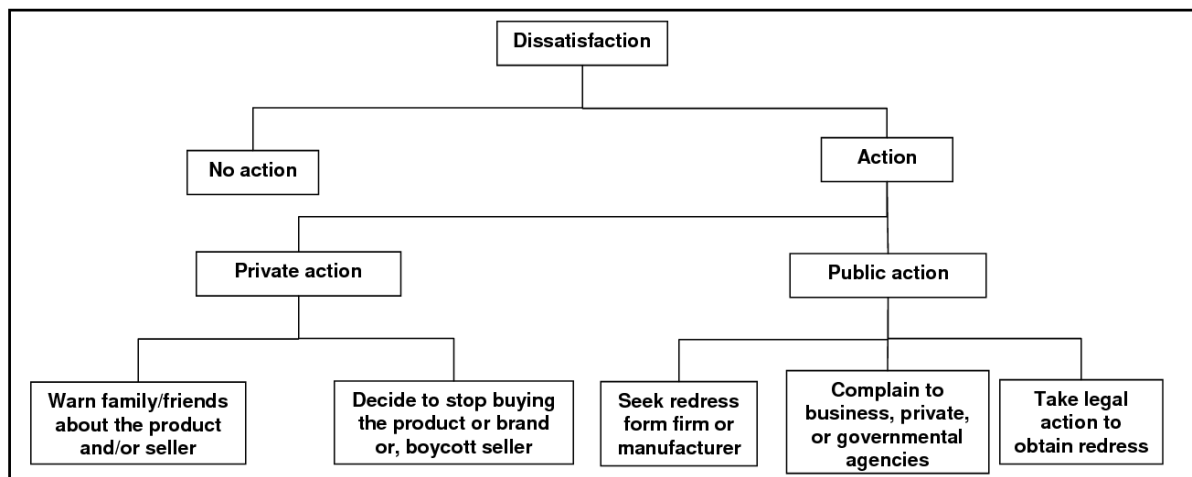 Dissatisfaction
No action
Action
Private action
Public action
Warn family/friends
about the product
and/or seller
Decide to stop buying
the product or brand
or, boycott seller
Seek redress
form firm or
manufacturer
Complain to
business, private,
or governmental
agencies
Take legal
action to
obtain redress